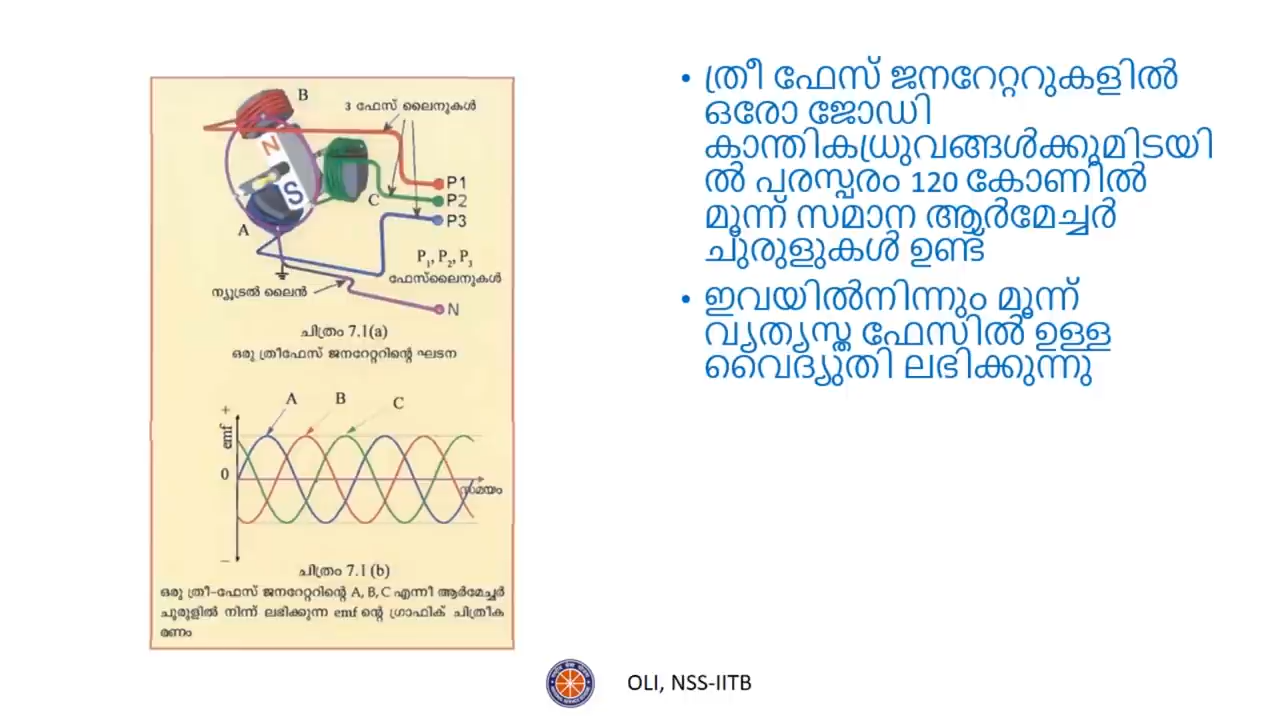 B
3 ഫേസ് ലൈനുകൾ
N
P1
C
P2
S
P3
A
P₁, P₂, P₃
ഫേസ്‌ലൈനുകൾ
ന്യൂട്രൽ ലൈൻ
N
ചിത്രം 7.1(a)
ഒരു ത്രീഫേസ് ജനറേറ്ററിന്റെ ഘടന
A B C
+
emf
0
സമയം
–
ചിത്രം 7.1 (b)
ഒരു ത്രീ-ഫേസ് ജനറേറ്ററിന്റെ A, B, C എന്നീ ആർമേച്ചർ
ചുരുളിൽ നിന്ന് ലഭിക്കുന്ന emf ന്റെ ഗ്രാഫിക് ചിത്രീക
രണം
• ത്രീ ഫേസ് ജനറേറ്ററുകളിൽ
ഒരോ ജോഡി
കാന്തികധ്രുവങ്ങൾക്കുമിടയി
ൽ പരസ്പരം 120 കോണിൽ
മൂന്ന് സമാന ആർമേച്ചർ
ചുരുളുകൾ ഉണ്ട്
• ഇവയിൽനിന്നും മൂന്ന്
വ്യത്യസ്ത ഫേസിൽ ഉള്ള
വൈദ്യുതി ലഭിക്കുന്നു
OLI, NSS-IITB